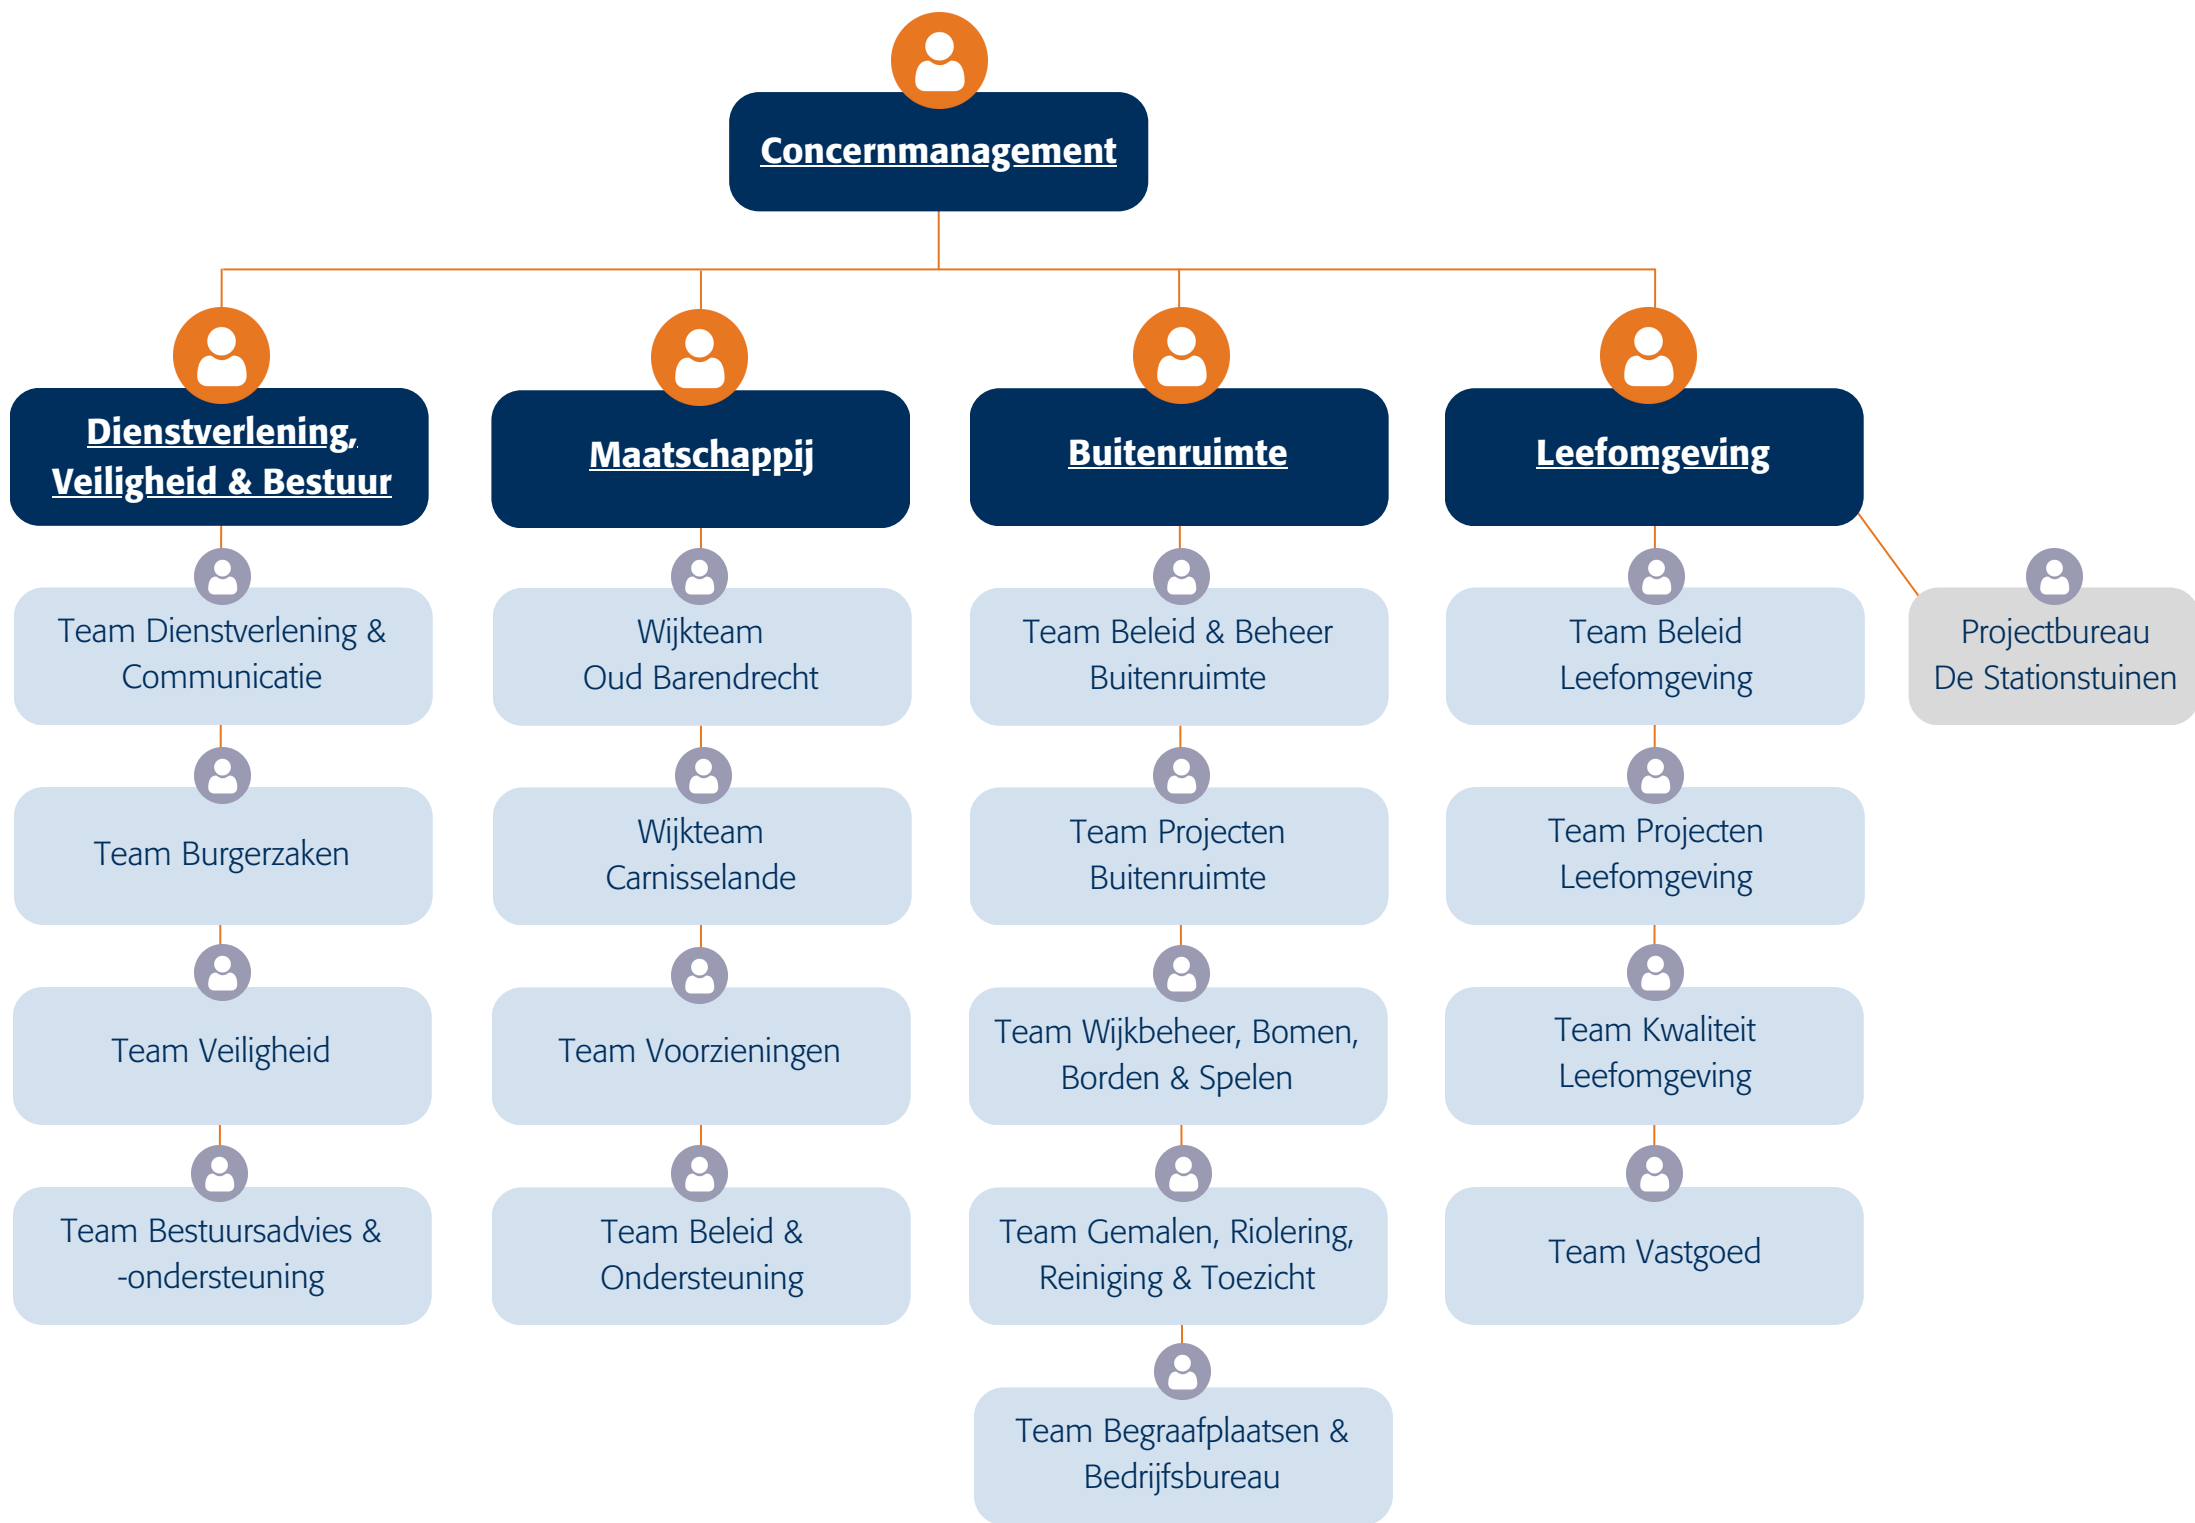 Concernmanagement
Dienstverlening,
Veiligheid & Bestuur
Team Dienstverlening &
Communicatie
Team Burgerzaken
Team Veiligheid
Team Bestuursadvies &
-ondersteuning
Maatschappij
Wijkteam
Oud Barendrecht
Wijkteam
Carnisselande
Team Voorzieningen
Team Beleid &
Ondersteuning
Buitenruimte
Team Beleid & Beheer
Buitenruimte
Team Projecten
Buitenruimte
Team Wijkbeheer, Bomen,
Borden & Spelen
Team Gemalen, Riolering,
Reiniging & Toezicht
Team Begraafplaatsen &
Bedrijfsbureau
Leefomgeving
Team Beleid
Leefomgeving
Team Projecten
Leefomgeving
Team Kwaliteit
Leefomgeving
Team Vastgoed
Projectbureau
De Stationstuinen